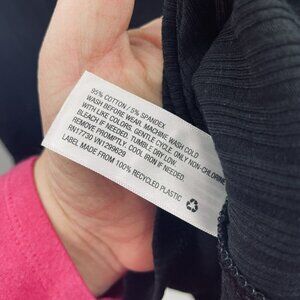 95% COTTON / 5% SPANDEX
WASH BEFORE WEAR. MACHINE WASH COLD
WITH LIKE COLORS. GENTLE CYCLE. ONLY NON-CHLORINE
BLEACH IF NEEDED. TUMBLE DRY LOW.
REMOVE PROMPTLY. COOL IRON IF NEEDED.
RN17730 VN1299629
LABEL MADE FROM 100% RECYCLED PLASTIC